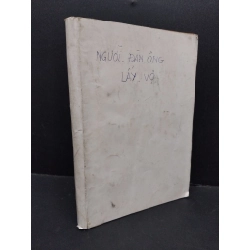 NGƯỜI ĐÀN ÔNG
LẤY VỢ